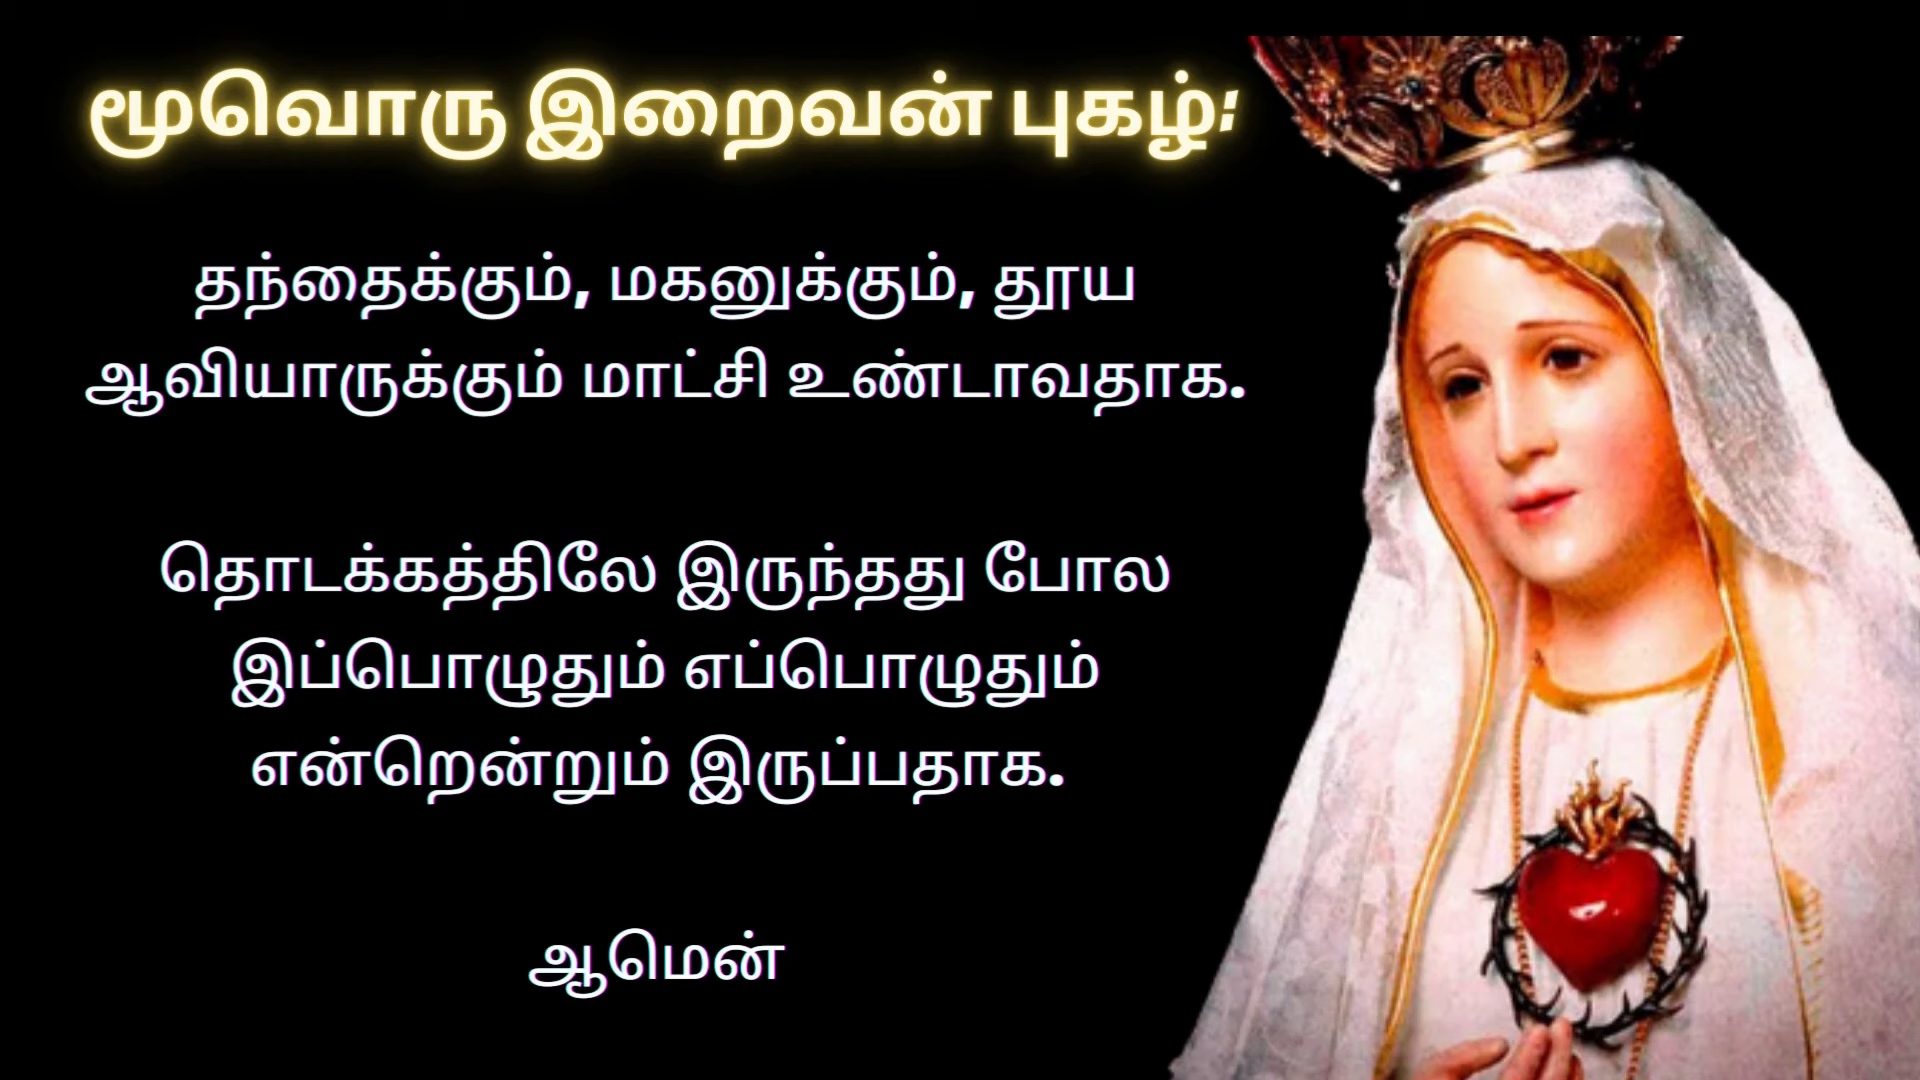 மூவொரு இறைவன் புகழ்:
தந்தைக்கும், மகனுக்கும், தூய
ஆவியாருக்கும் மாட்சி உண்டாவதாக.
தொடக்கத்திலே இருந்தது போல
இப்பொழுதும் எப்பொழுதும்
என்றென்றும் இருப்பதாக.
ஆமென்